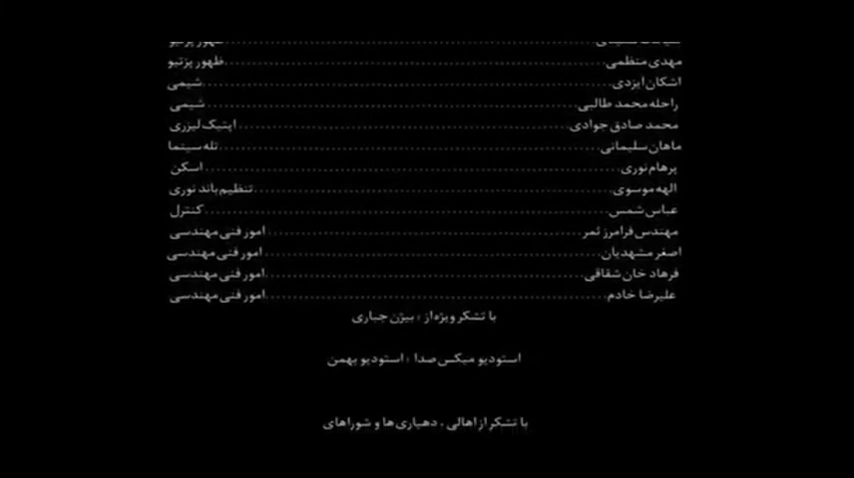 مهدی منظمی ........ ظهور پزتیو
اشکان ایزدی ........ شیمی
راحله محمد طالبی ........ شیمی
محمد صادق جوادی ........ اپتیک لیزری
ماهان سلیمانی ........ تله سینما
پرهام نوری ........ اسکن
الهه موسوی ........ تنظیم باند نوری
عباس شمس ........ کنترل
مهندس فرامرز ثمر ........ امور فنی مهندسی
اصغر مشهدیان ........ امور فنی مهندسی
فرهاد خان شقاقی ........ امور فنی مهندسی
علیرضا خادم ........ امور فنی مهندسی
با تشکر ویژه از : بیژن جباری
استودیو میکس صدا : استودیو بهمن
با تشکر از اهالی ، دهیاری ها و شوراهای